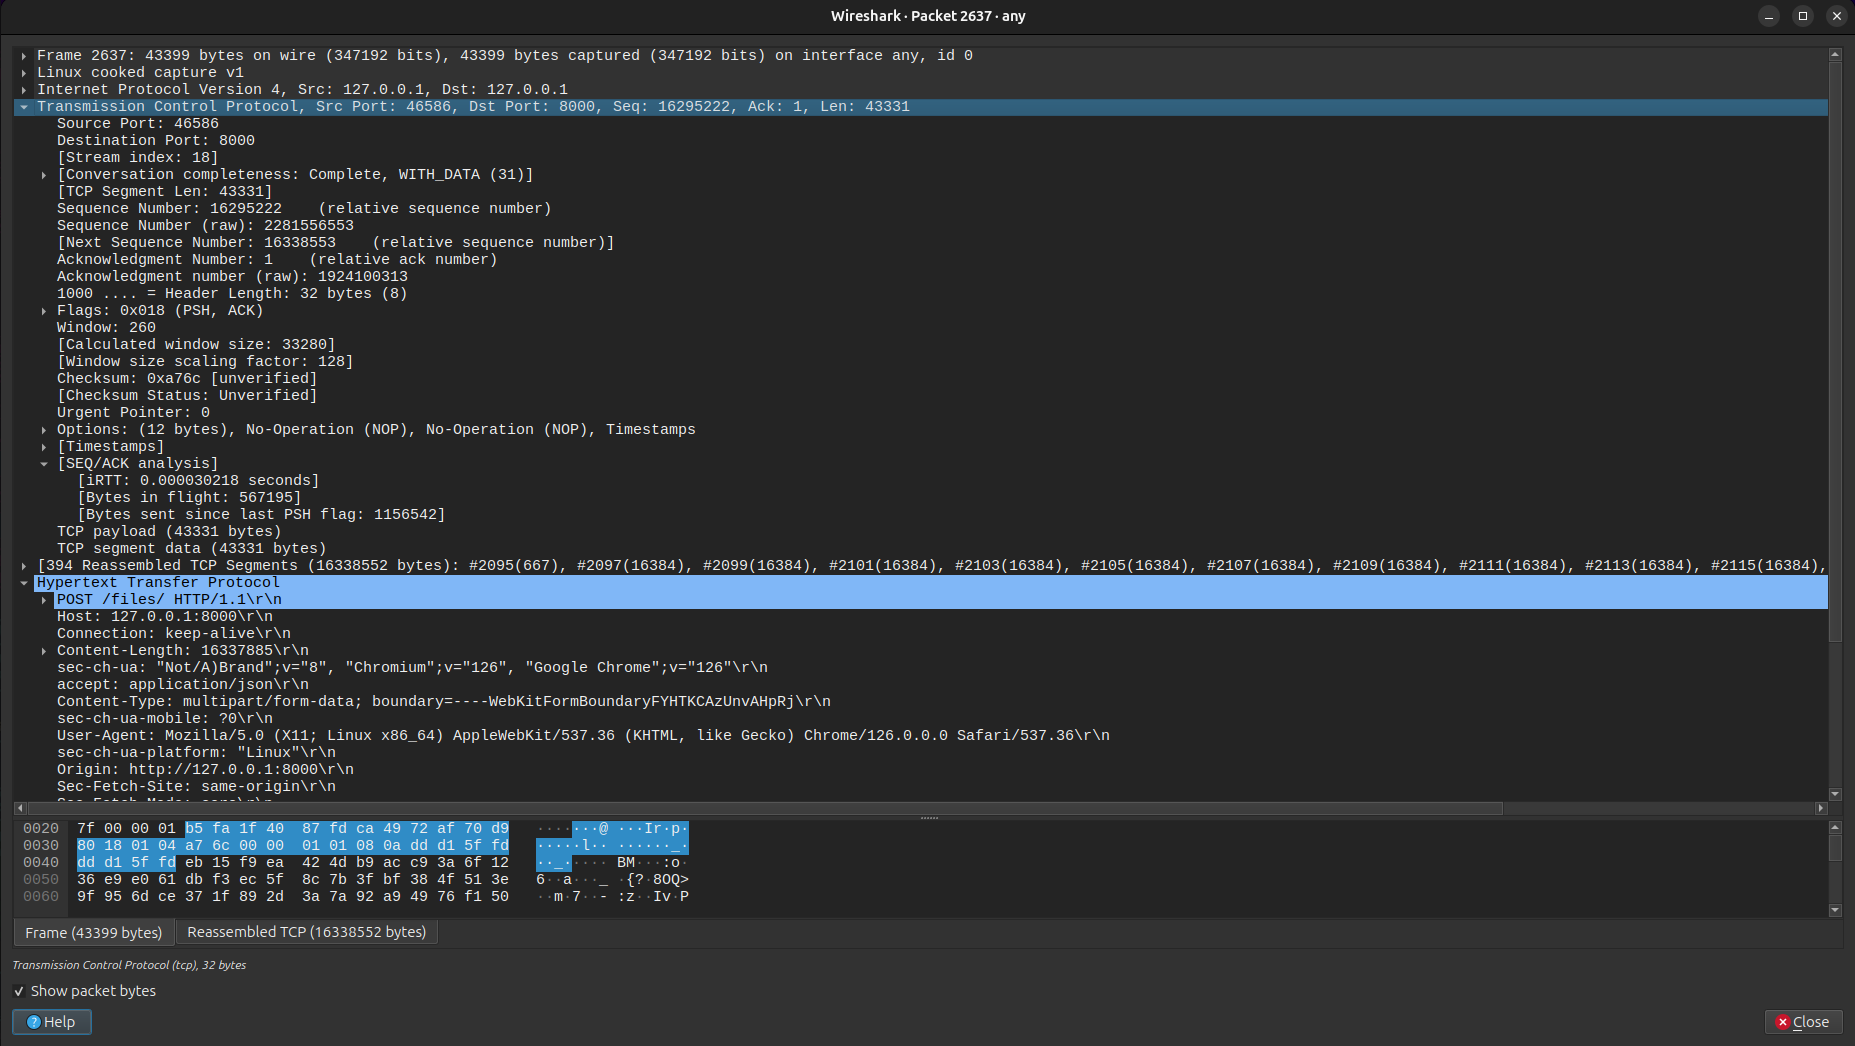 Wireshark · Packet 2637 · any
Frame 2637: 43399 bytes on wire (347192 bits), 43399 bytes captured (347192 bits) on interface any, id 0
Linux cooked capture v1
Internet Protocol Version 4, Src: 127.0.0.1, Dst: 127.0.0.1
Transmission Control Protocol, Src Port: 46586, Dst Port: 8000, Seq: 16295222, Ack: 1, Len: 43331
Source Port: 46586
Destination Port: 8000
[Stream index: 18]
[Conversation completeness: Complete, WITH_DATA (31)]
[TCP Segment Len: 43331]
Sequence Number: 16295222    (relative sequence number)
Sequence Number (raw): 2281556553
[Next Sequence Number: 16338553    (relative sequence number)]
Acknowledgment Number: 1    (relative ack number)
Acknowledgment number (raw): 1924100313
1000 .... = Header Length: 32 bytes (8)
Flags: 0x018 (PSH, ACK)
Window: 260
[Calculated window size: 33280]
[Window size scaling factor: 128]
Checksum: 0xa76c [unverified]
[Checksum Status: Unverified]
Urgent Pointer: 0
Options: (12 bytes), No-Operation (NOP), No-Operation (NOP), Timestamps
[Timestamps]
[SEQ/ACK analysis]
[iRTT: 0.000030218 seconds]
[Bytes in flight: 567195]
[Bytes sent since last PSH flag: 1156542]
TCP payload (43331 bytes)
TCP segment data (43331 bytes)
[394 Reassembled TCP Segments (16338552 bytes): #2095(667), #2097(16384), #2099(16384), #2101(16384), #2103(16384), #2105(16384), #2107(16384), #2109(16384), #2111(16384), #2113(16384), #2115(16384),
Hypertext Transfer Protocol
POST /files/ HTTP/1.1\r\n
Host: 127.0.0.1:8000\r\n
Connection: keep-alive\r\n
Content-Length: 16337885\r\n
sec-ch-ua: "Not/A)Brand";v="8", "Chromium";v="126", "Google Chrome";v="126"\r\n
accept: application/json\r\n
Content-Type: multipart/form-data; boundary=----WebKitFormBoundaryFYHTKCAzUnvAHpRj\r\n
sec-ch-ua-mobile: ?0\r\n
User-Agent: Mozilla/5.0 (X11; Linux x86_64) AppleWebKit/537.36 (KHTML, like Gecko) Chrome/126.0.0.0 Safari/537.36\r\n
sec-ch-ua-platform: "Linux"\r\n
Origin: http://127.0.0.1:8000\r\n
Sec-Fetch-Site: same-origin\r\n
0020 7f 00 00 01 b5 fa 1f 40  87 fd ca 49 72 af 70 d9   ·······@ ···Ir·p·
0030 80 18 01 04 a7 6c 00 00  01 01 08 0a dd d1 5f fd   ·····l·· ······_·
0040 dd d1 5f fd eb 15 f9 ea  42 4d b9 ac c9 3a 6f 12   ··_····· BM···:o·
0050 36 e9 e0 61 db f3 ec 5f  8c 7b 3f bf 38 4f 51 3e   6··a···_ ·{?·8OQ>
0060 9f 95 6d ce 37 1f 89 2d  3a 7a 92 a9 49 76 f1 50   ··m·7··- :z··Iv·P
Frame (43399 bytes) Reassembled TCP (16338552 bytes)
Transmission Control Protocol (tcp), 32 bytes
Show packet bytes
Help Close